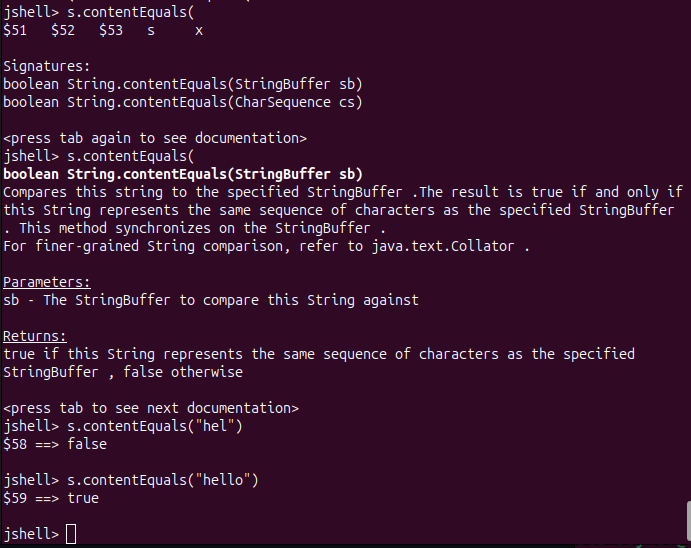 jshell> s.contentEquals(
$51 $52 $53 s x
Signatures:
boolean String.contentEquals(StringBuffer sb)
boolean String.contentEquals(CharSequence cs)
<press tab again to see documentation>
jshell> s.contentEquals(
boolean String.contentEquals(StringBuffer sb)
Compares this string to the specified StringBuffer .The result is true if and only if
this String represents the same sequence of characters as the specified StringBuffer
. This method synchronizes on the StringBuffer .
For finer-grained String comparison, refer to java.text.Collator .
Parameters:
sb - The StringBuffer to compare this String against
Returns:
true if this String represents the same sequence of characters as the specified
StringBuffer , false otherwise
<press tab to see next documentation>
jshell> s.contentEquals("hel")
$58 ==> false
jshell> s.contentEquals("hello")
$59 ==> true
jshell>